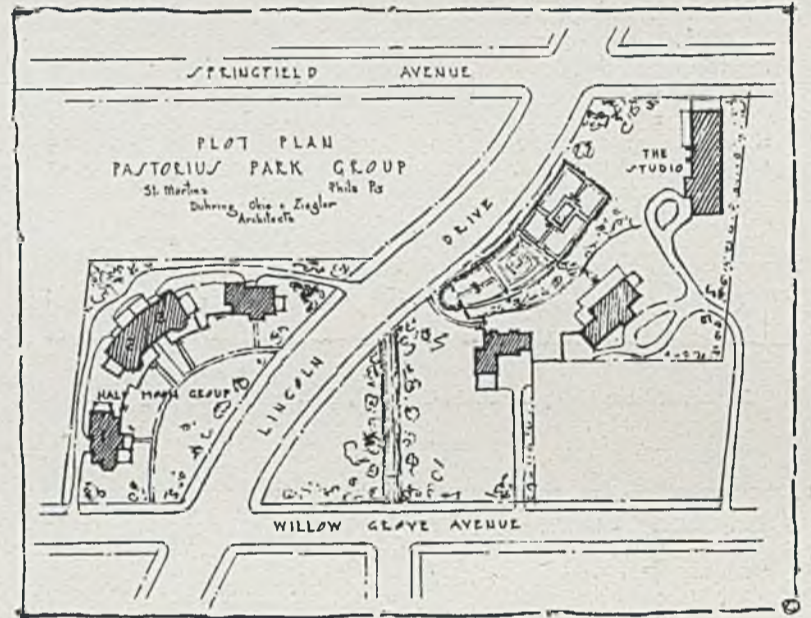 SPRINGFIELD AVENUE
PLOT PLAN
PASTORIUS PARK GROUP
St. Martins Phila Pa
Duhring Okie & Ziegler
Architects
THE
STUDIO
LINCOLN DRIVE
HALF MOON GROUP
WILLOW GROVE AVENUE